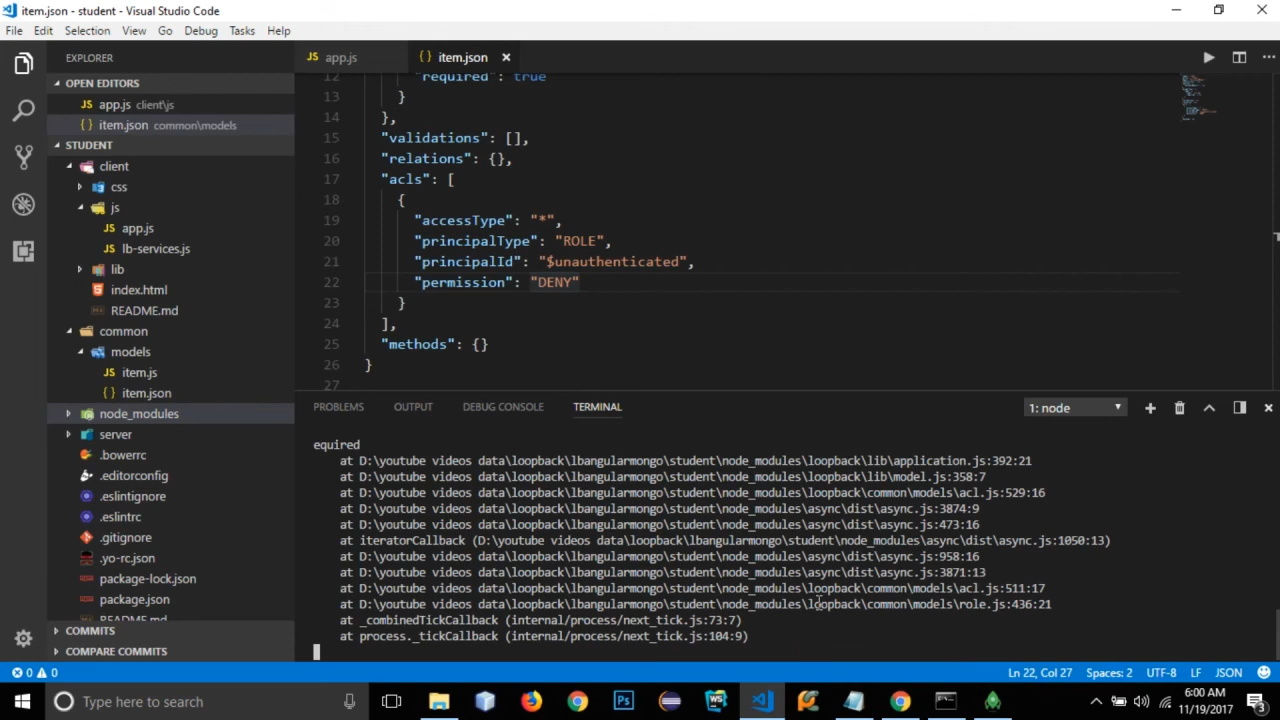 item.json - student - Visual Studio Code
File Edit Selection View Go Debug Tasks Help
EXPLORER
OPEN EDITORS
JS app.js client\js
{} item.json common\models
STUDENT
client
css
js
JS app.js
JS lb-services.js
lib
index.html
README.md
common
models
JS item.js
{} item.json
node_modules
server
.bowerrc
.editorconfig
.eslintignore
.eslintrc
.gitignore
.yo-rc.json
package-lock.json
package.json
README.md
COMMITS
COMPARE COMMITS
JS app.js {} item.json
12 "required": true
13 }
14 },
15 "validations": [],
16 "relations": {},
17 "acls": [
18 {
19 "accessType": "*",
20 "principalType": "ROLE",
21 "principalId": "$unauthenticated",
22 "permission": "DENY"
23 }
24 ],
25 "methods": {}
26 }
27
PROBLEMS OUTPUT DEBUG CONSOLE TERMINAL 1: node
equired
at D:\youtube videos data\loopback\lbangularmongo\student\node_modules\loopback\lib\application.js:392:21
at D:\youtube videos data\loopback\lbangularmongo\student\node_modules\loopback\lib\model.js:358:7
at D:\youtube videos data\loopback\lbangularmongo\student\node_modules\loopback\common\models\acl.js:529:16
at D:\youtube videos data\loopback\lbangularmongo\student\node_modules\async\dist\async.js:3874:9
at D:\youtube videos data\loopback\lbangularmongo\student\node_modules\async\dist\async.js:473:16
at iteratorCallback (D:\youtube videos data\loopback\lbangularmongo\student\node_modules\async\dist\async.js:1050:13)
at D:\youtube videos data\loopback\lbangularmongo\student\node_modules\async\dist\async.js:958:16
at D:\youtube videos data\loopback\lbangularmongo\student\node_modules\async\dist\async.js:3871:13
at D:\youtube videos data\loopback\lbangularmongo\student\node_modules\loopback\common\models\acl.js:511:17
at D:\youtube videos data\loopback\lbangularmongo\student\node_modules\loopback\common\models\role.js:436:21
at _combinedTickCallback (internal/process/next_tick.js:73:7)
at process._tickCallback (internal/process/next_tick.js:104:9)
0 0 Ln 22, Col 27 Spaces: 2 UTF-8 LF JSON
Type here to search
Ps
WS
6:00 AM
11/19/2017
3